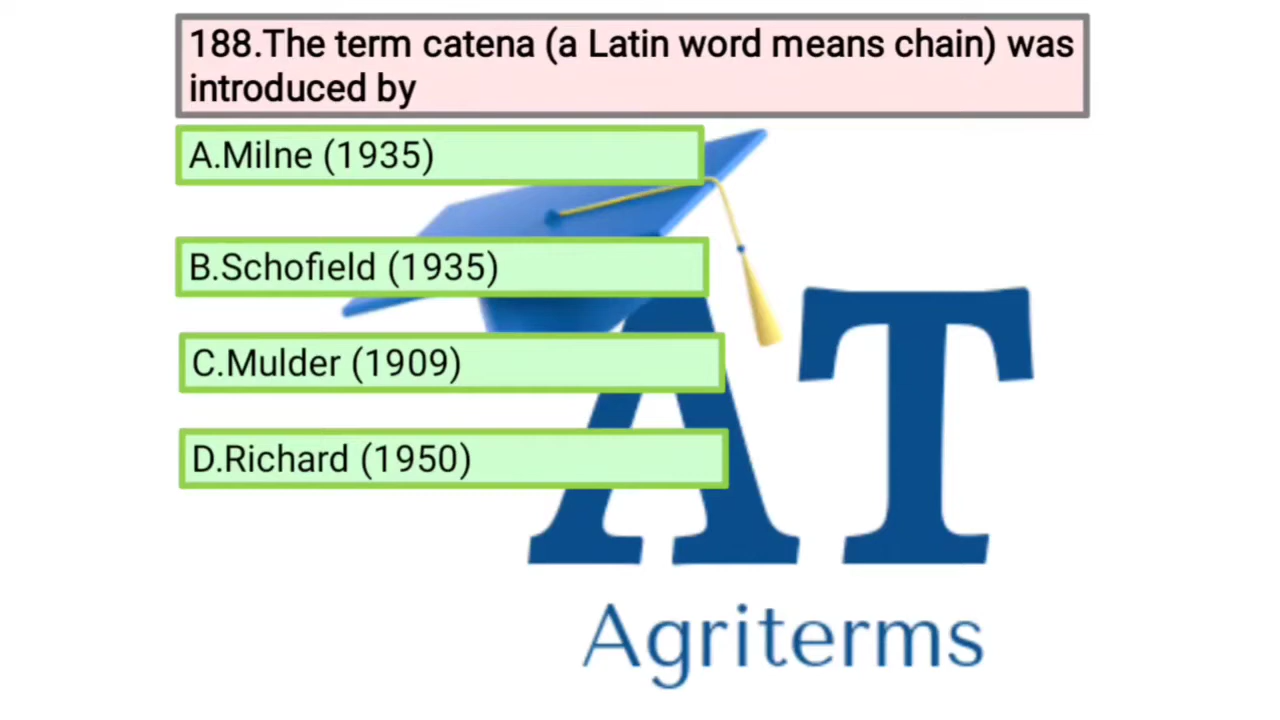 188.The term catena (a Latin word means chain) was
introduced by
A.Milne (1935)
B.Schofield (1935)
C.Mulder (1909)
D.Richard (1950)
AT
Agriterms